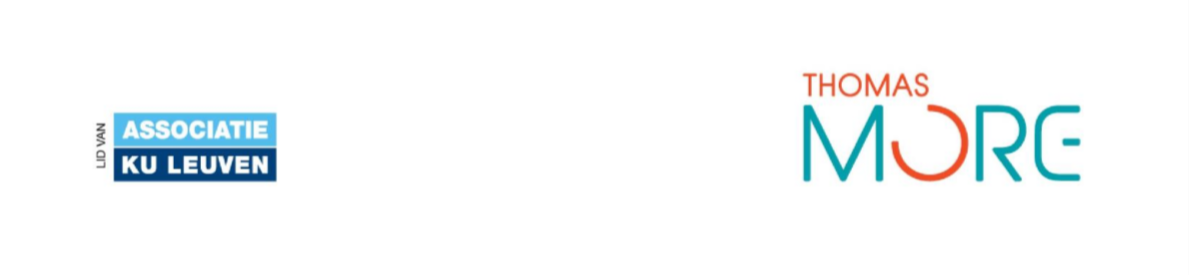 LID VAN
ASSOCIATIE
KU LEUVEN
THOMAS
MORE